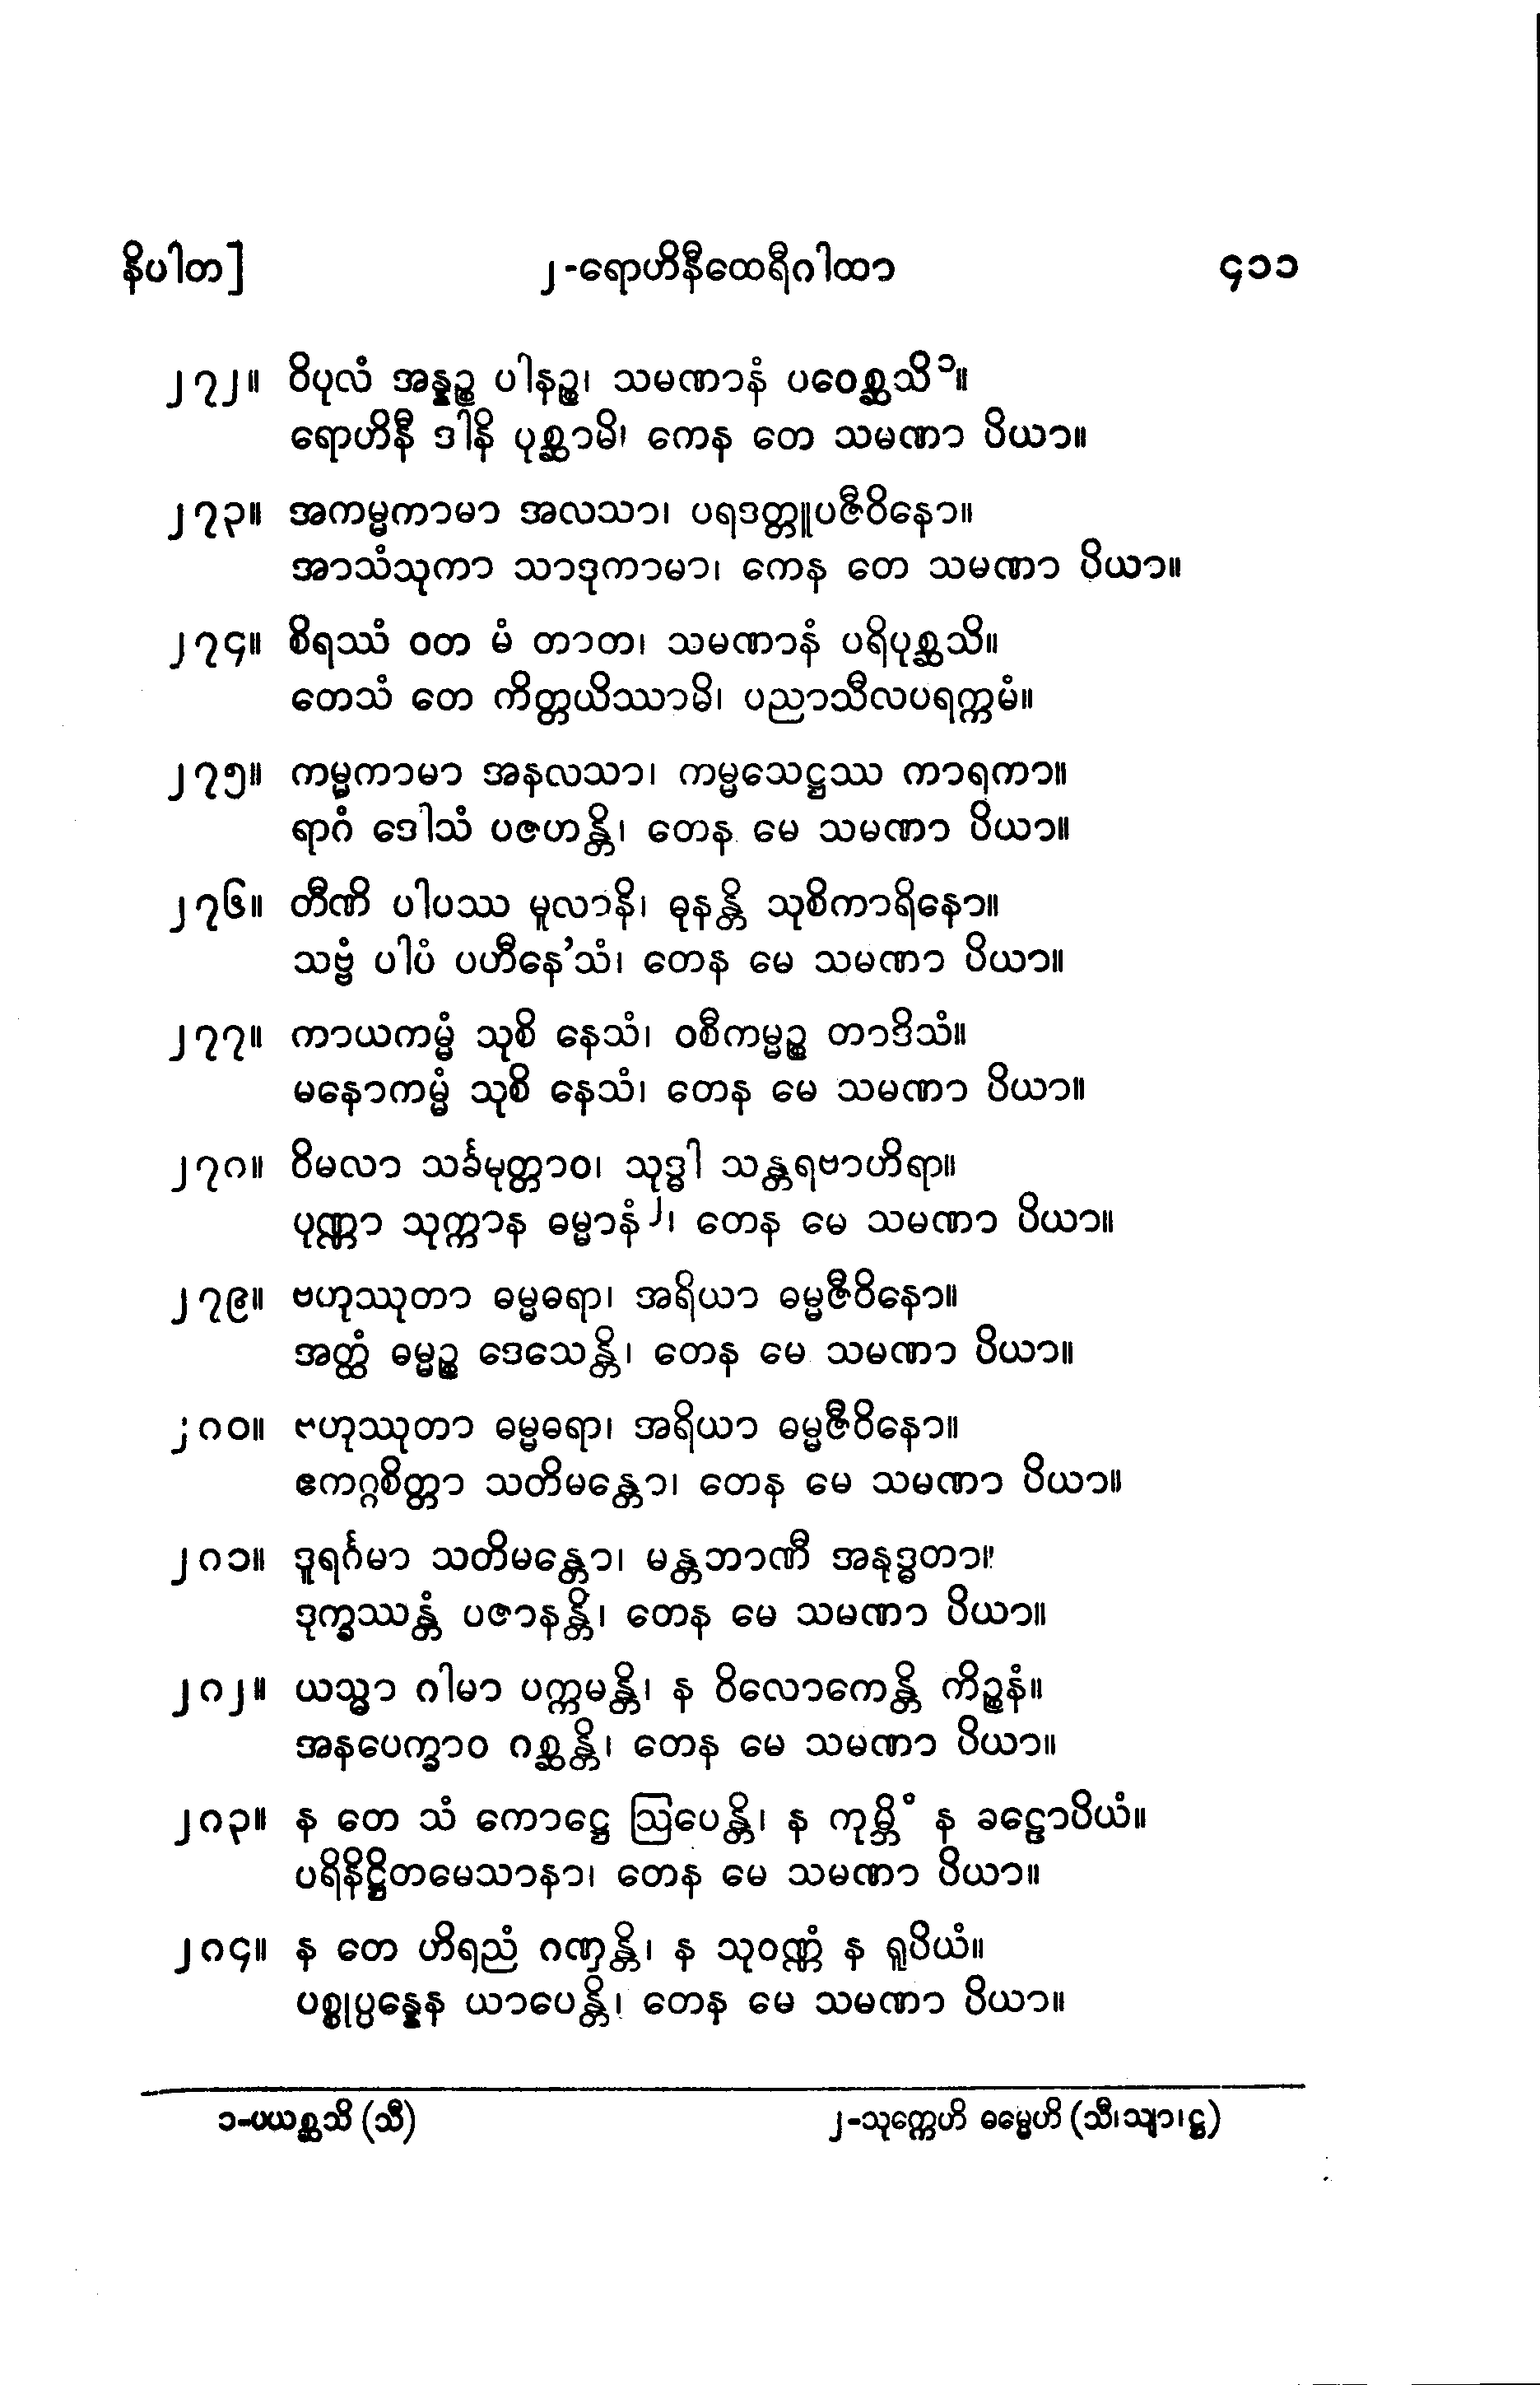 နိပါတ] ၂-ရောဟိနီထေရီဂါထာ ၄၁၁
၂၇၂။ ဝိပုလံ အန္နဉ္စ ပါနဉ္စ၊ သမဏာနံ ပဝေစ္ဆသိ၁။
ရောဟိနီ ဒါနိ ပုစ္ဆာမိ၊ ကေန တေ သမဏာ ပိယာ။
၂၇၃။ အကမ္မကာမာ အလသာ၊ ပရဒတ္တူပဇီဝိနော။
အာသံသုကာ သာဒုကာမာ၊ ကေန တေ သမဏာ ပိယာ။
၂၇၄။ စိရဿံ ဝတ မံ တာတ၊ သမဏာနံ ပရိပုစ္ဆသိ။
တေသံ တေ ကိတ္တယိဿာမိ၊ ပညာသီလပရက္ကမံ။
၂၇၅။ ကမ္မကာမာ အနလသာ၊ ကမ္မသေဋ္ဌဿ ကာရကာ။
ရာဂံ ဒေါသံ ပဇဟန္တိ၊ တေန မေ သမဏာ ပိယာ။
၂၇၆။ တီဏိ ပါပဿ မူလာနိ၊ ဓုနန္တိ သုစိကာရိနော။
သဗ္ဗံ ပါပံ ပဟီနေ’သံ၊ တေန မေ သမဏာ ပိယာ။
၂၇၇။ ကာယကမ္မံ သုစိ နေသံ၊ ဝစီကမ္မဉ္စ တာဒိသံ။
မနောကမ္မံ သုစိ နေသံ၊ တေန မေ သမဏာ ပိယာ။
၂၇၈။ ဝိမလာ သင်္ခမုတ္တာဝ၊ သုဒ္ဓါ သန္တရဗာဟိရာ။
ပုဏ္ဏာ သုက္ကာန ဓမ္မာနံ၂၊ တေန မေ သမဏာ ပိယာ။
၂၇၉။ ဗဟုဿုတာ ဓမ္မဓရာ၊ အရိယာ ဓမ္မဇီဝိနော။
အတ္ထံ ဓမ္မဉ္စ ဒေသေန္တိ၊ တေန မေ သမဏာ ပိယာ။
၂၈၀။ ဗဟုဿုတာ ဓမ္မဓရာ၊ အရိယာ ဓမ္မဇီဝိနော။
ဧကဂ္ဂစိတ္တာ သတိမန္တော၊ တေန မေ သမဏာ ပိယာ။
၂၈၁။ ဒူရင်္ဂမာ သတိမန္တော၊ မန္တဘာဏီ အနုဒ္ဓတာ။
ဒုက္ခဿန္တံ ပဇာနန္တိ၊ တေန မေ သမဏာ ပိယာ။
၂၈၂။ ယသ္မာ ဂါမာ ပက္ကမန္တိ၊ န ဝိလောကေန္တိ ကိဉ္စနံ။
အနပေက္ခာဝ ဂစ္ဆန္တိ၊ တေန မေ သမဏာ ပိယာ။
၂၈၃။ န တေ သံ ကောဋ္ဌေ ဩပေန္တိ၊ န ကုမ္ဘိံ န ခဠောပိယံ။
ပရိနိဋ္ဌိတမေသာနာ၊ တေန မေ သမဏာ ပိယာ။
၂၈၄။ န တေ ဟိရညံ ဂဏှန္တိ၊ န သုဝဏ္ဏံ န ရူပိယံ။
ပစ္စုပ္ပန္နေန ယာပေန္တိ၊ တေန မေ သမဏာ ပိယာ။
၁-ပယစ္ဆသိ (သီ) ၂-သုက္ကေဟိ ဓမ္မေဟိ (သီ၊သျာ၊ဋ္ဌ)